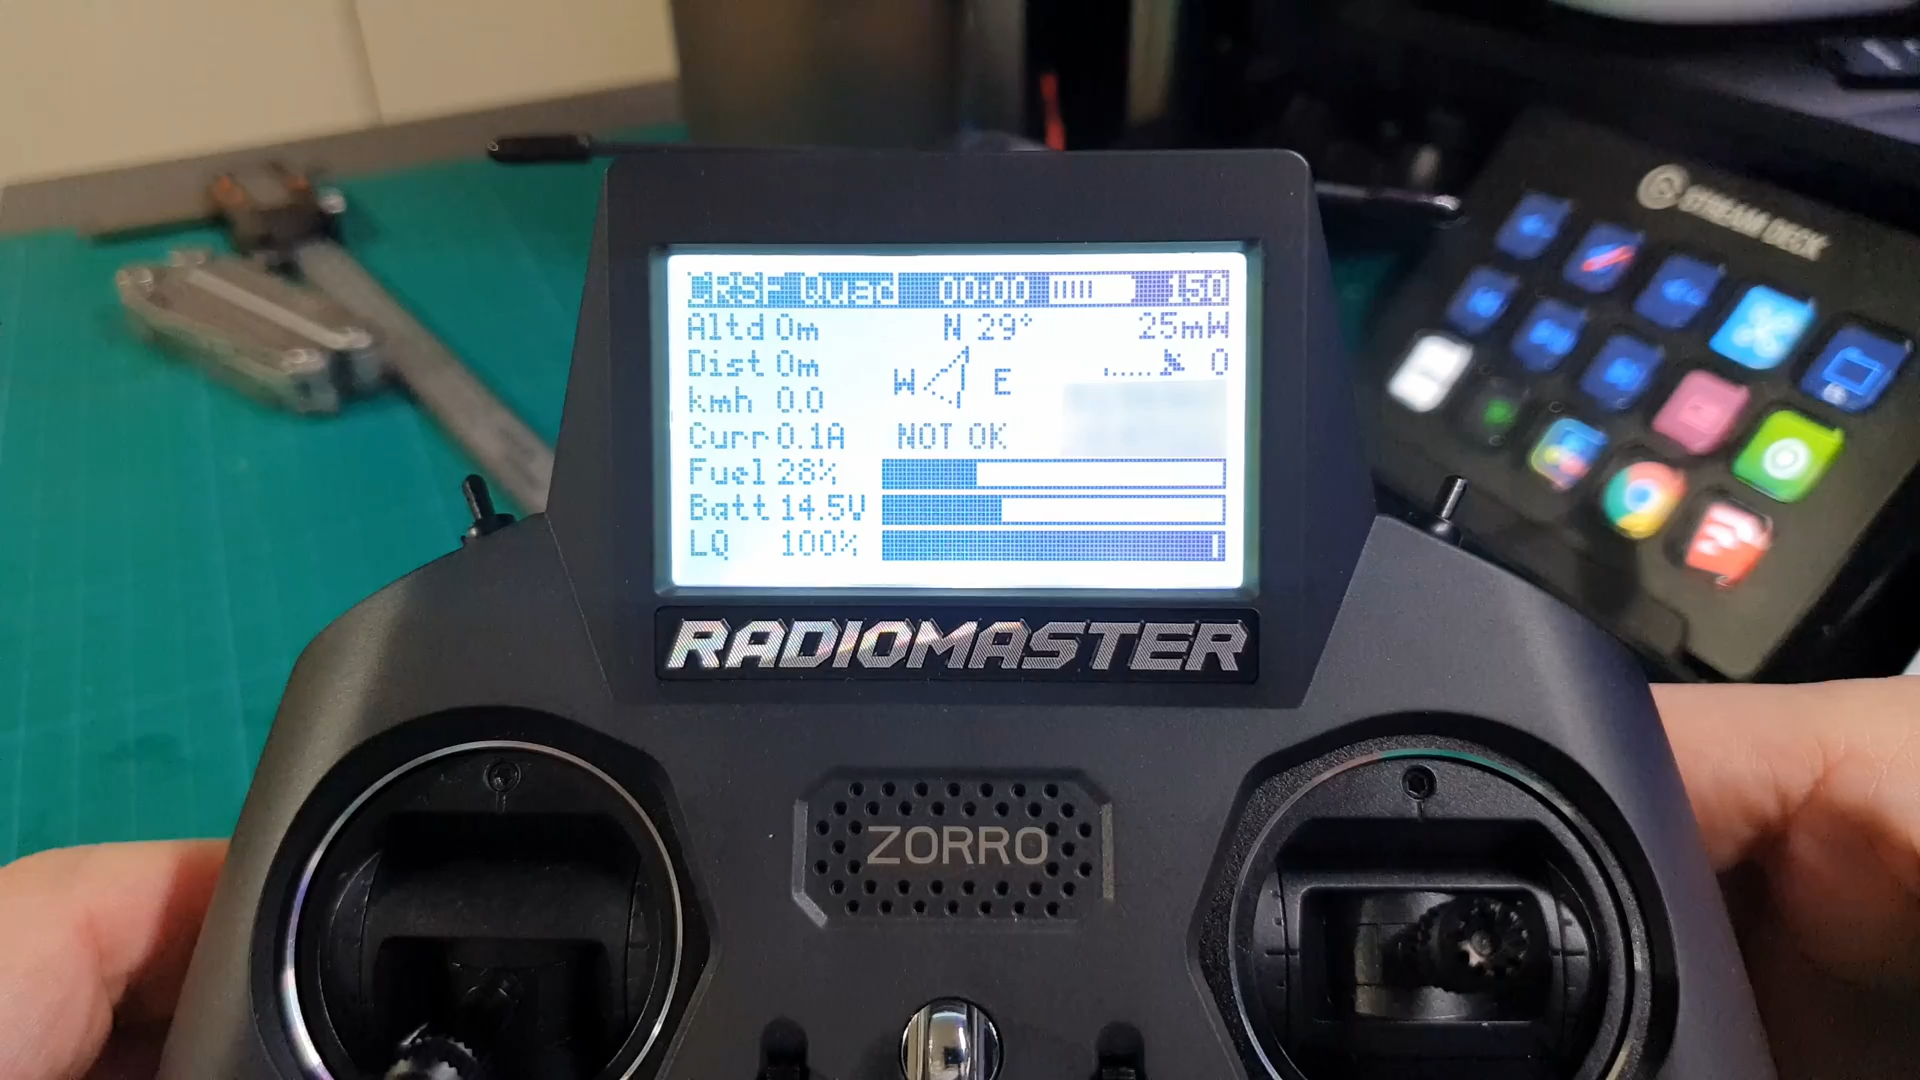 STREAM DECK
CRSF Quad 00:00 150
Altd 0m N 29° 25mW
Dist 0m W E 0
kmh 0.0
Curr 0.1A NOT OK
Fuel 28%
Batt 14.5V
LQ 100%
RADIOMASTER
ZORRO